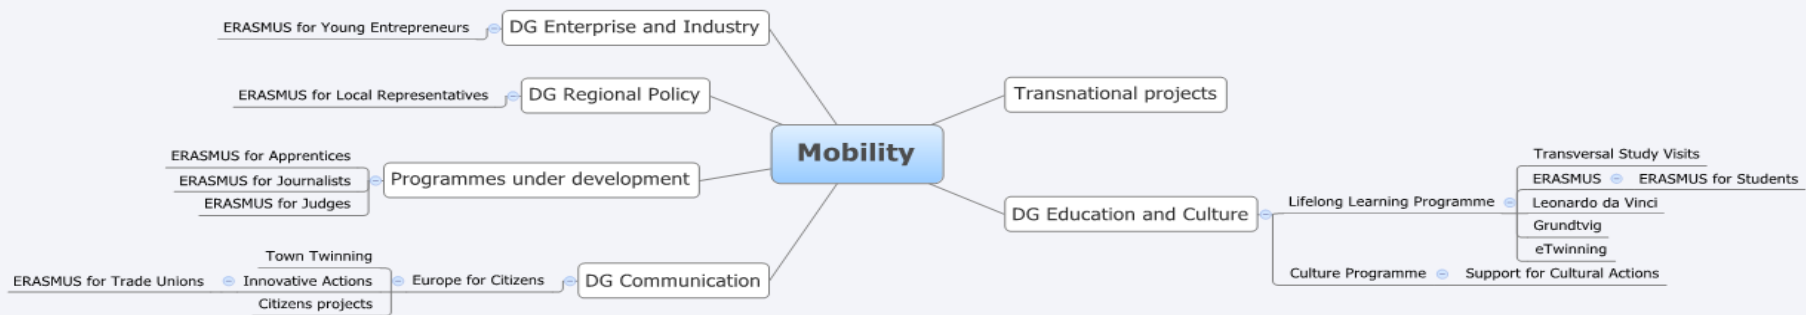 ERASMUS for Young Entrepreneurs
DG Enterprise and Industry
ERASMUS for Local Representatives
DG Regional Policy
Transnational projects
Mobility
ERASMUS for Apprentices
ERASMUS for Journalists
ERASMUS for Judges
Programmes under development
DG Education and Culture
Lifelong Learning Programme
Transversal Study Visits
ERASMUS
ERASMUS for Students
Leonardo da Vinci
Grundtvig
eTwinning
Culture Programme
Support for Cultural Actions
Town Twinning
ERASMUS for Trade Unions
Innovative Actions
Citizens projects
Europe for Citizens
DG Communication